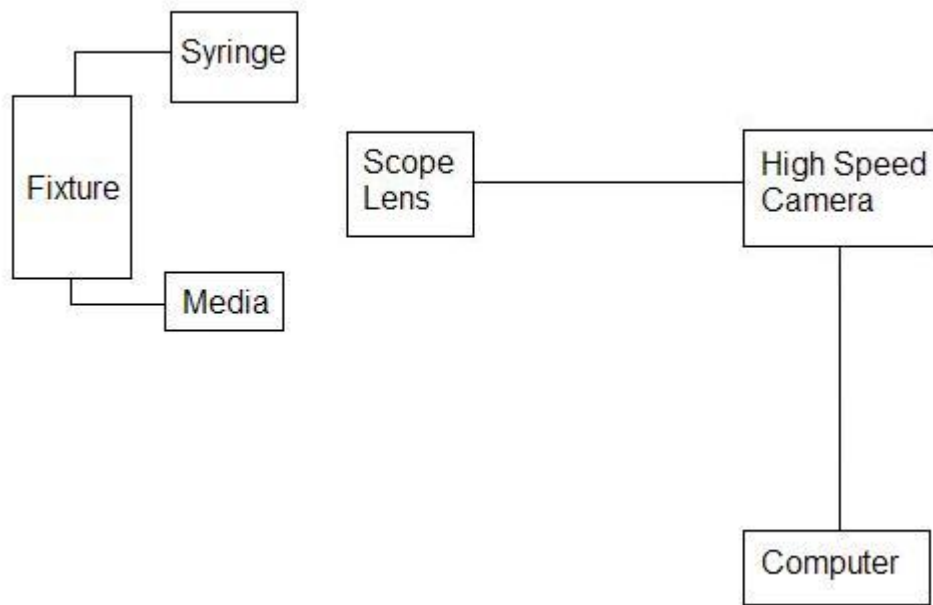 Syringe
Fixture
Scope
Lens
High Speed
Camera
Media
Computer